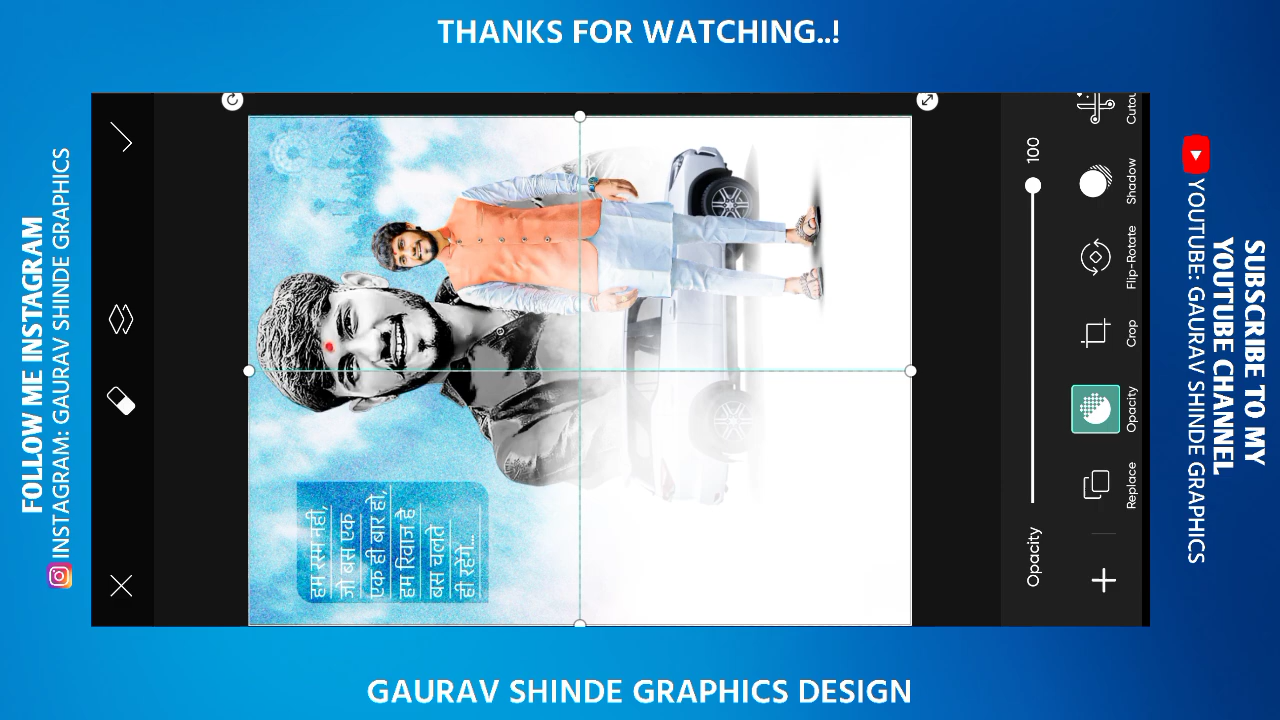 THANKS FOR WATCHING..!
FOLLOW ME INSTAGRAM
INSTAGRAM: GAURAV SHINDE GRAPHICS
हम रस्म नही,
जो बस एक
एक ही बार हो,
हम रिवाज है
बस चलते
ही रहेंगे...
Opacity
100
Cutou
Shadow
Flip-Rotate
Crop
Opacity
Replace
SUBSCRIBE TO MY
YOUTUBE CHANNEL
YOUTUBE: GAURAV SHINDE GRAPHICS
GAURAV SHINDE GRAPHICS DESIGN